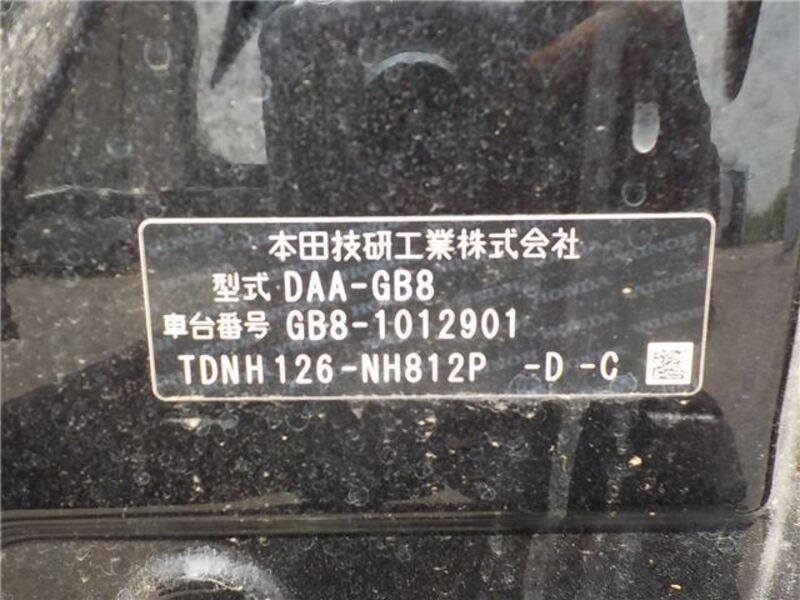 本田技研工業株式会社
型式 DAA-GB8
車台番号 GB8-1012901
TDNH126-NH812P -D -C